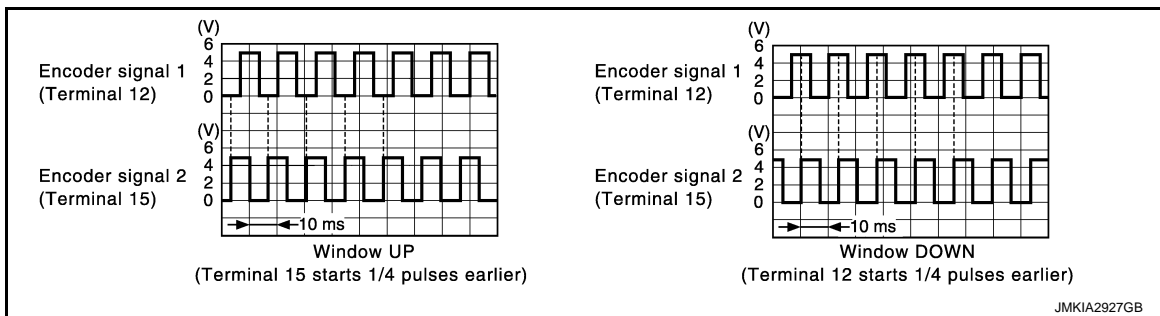 (V)
6
4
2
0
Encoder signal 1
(Terminal 12)
(V)
6
4
2
0
Encoder signal 2
(Terminal 15)
10 ms
Window UP
(Terminal 15 starts 1/4 pulses earlier)
(V)
6
4
2
0
Encoder signal 1
(Terminal 12)
(V)
6
4
2
0
Encoder signal 2
(Terminal 15)
10 ms
Window DOWN
(Terminal 12 starts 1/4 pulses earlier)
JMKIA2927GB